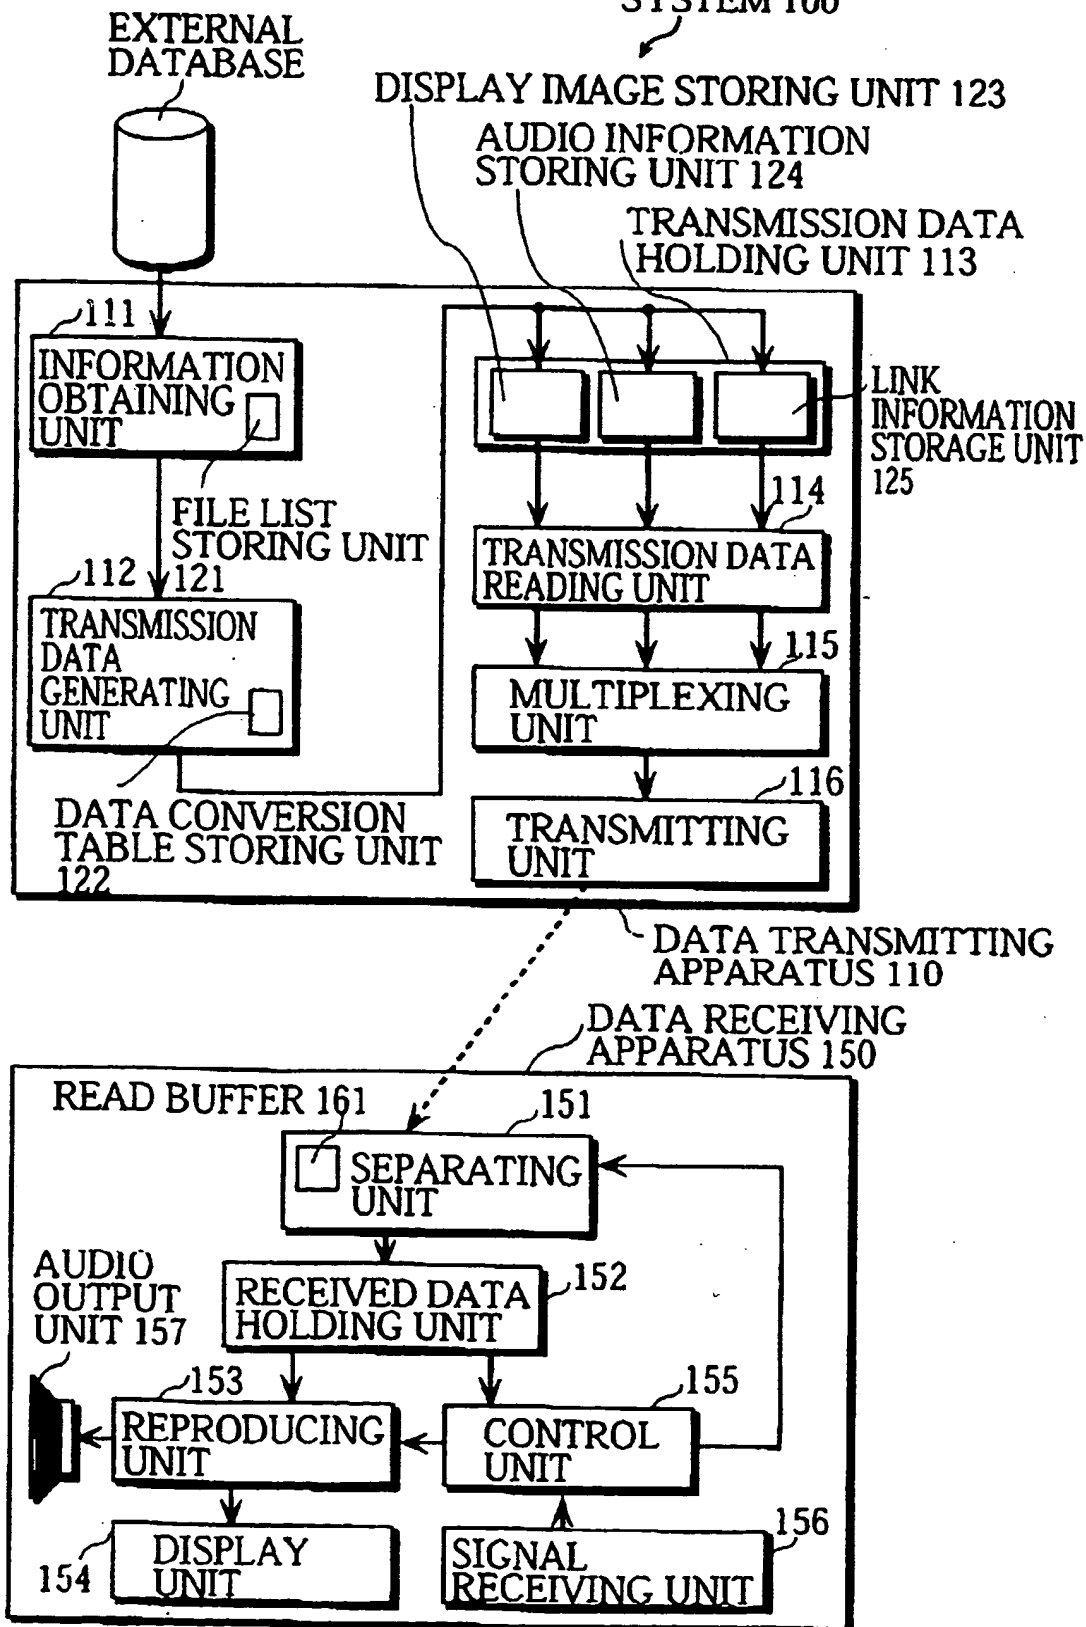 SYSTEM 100
EXTERNAL
DATABASE
DISPLAY IMAGE STORING UNIT 123
AUDIO INFORMATION
STORING UNIT 124
TRANSMISSION DATA
HOLDING UNIT 113
111
INFORMATION
OBTAINING
UNIT
LINK
INFORMATION
STORAGE UNIT
125
FILE LIST
STORING UNIT
121
114
TRANSMISSION DATA
READING UNIT
112
TRANSMISSION
DATA
GENERATING
UNIT
115
MULTIPLEXING
UNIT
116
TRANSMITTING
UNIT
DATA CONVERSION
TABLE STORING UNIT
122
DATA TRANSMITTING
APPARATUS 110
DATA RECEIVING
APPARATUS 150
READ BUFFER 161
151
SEPARATING
UNIT
AUDIO
OUTPUT
UNIT 157
152
RECEIVED DATA
HOLDING UNIT
153
REPRODUCING
UNIT
155
CONTROL
UNIT
154
DISPLAY
UNIT
156
SIGNAL
RECEIVING UNIT